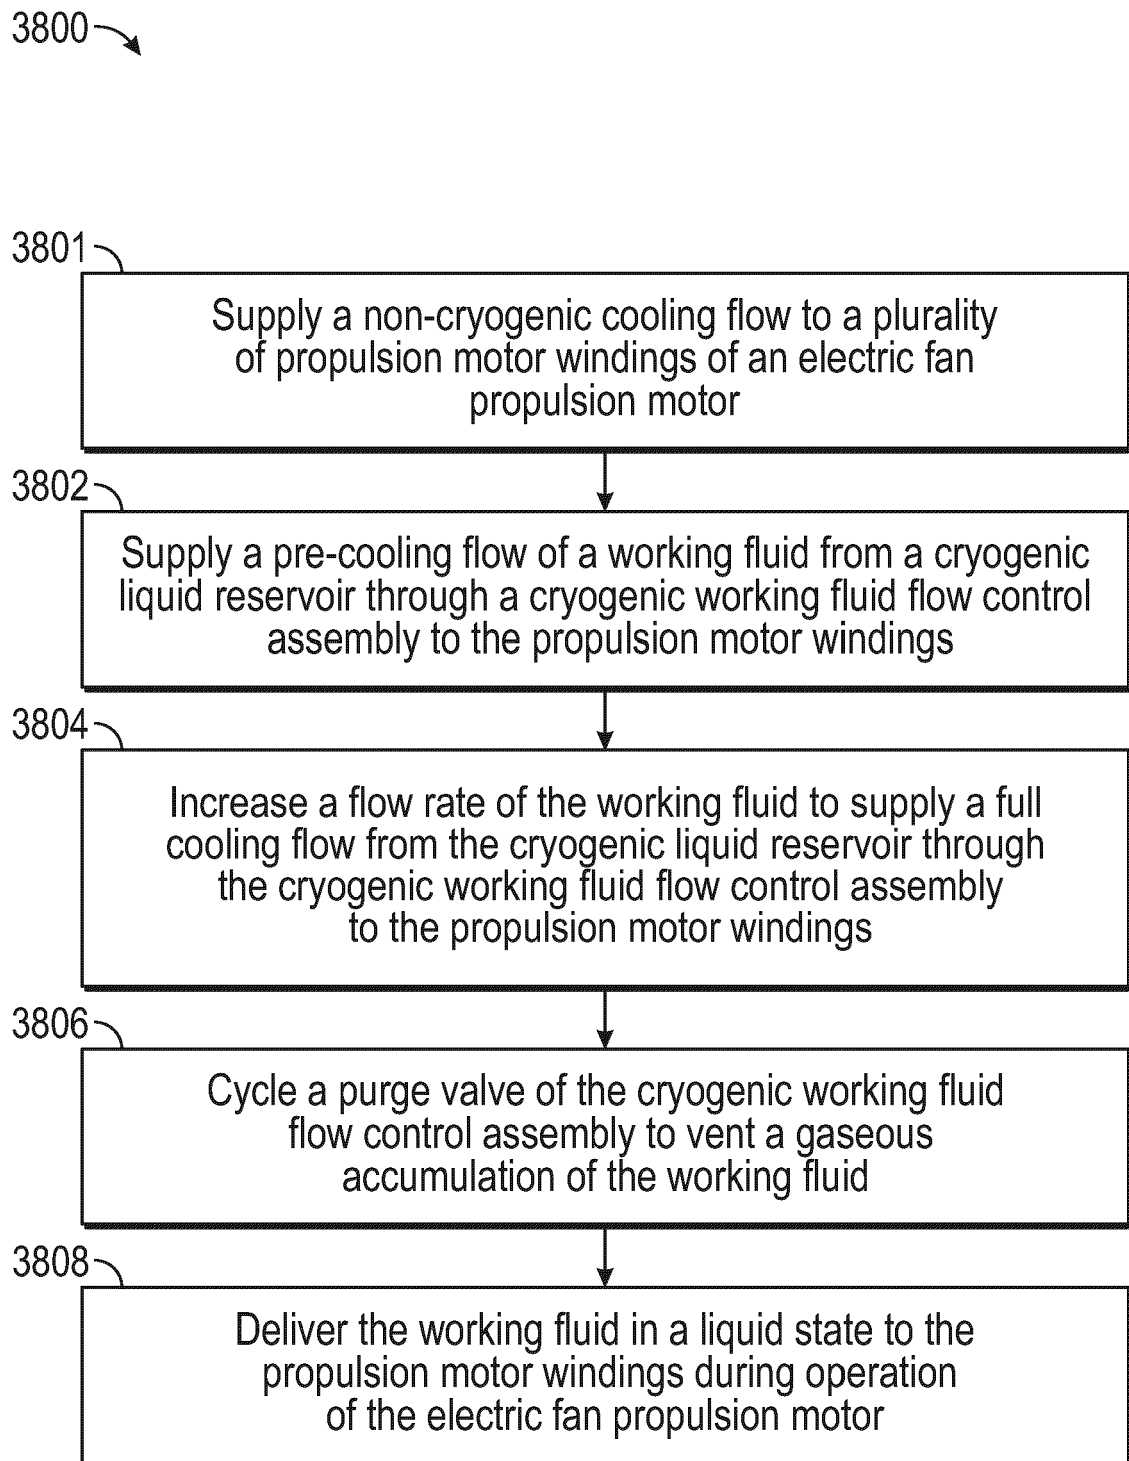 3800
3801
Supply a non-cryogenic cooling flow to a plurality
of propulsion motor windings of an electric fan
propulsion motor
3802
Supply a pre-cooling flow of a working fluid from a cryogenic
liquid reservoir through a cryogenic working fluid flow control
assembly to the propulsion motor windings
3804
Increase a flow rate of the working fluid to supply a full
cooling flow from the cryogenic liquid reservoir through
the cryogenic working fluid flow control assembly
to the propulsion motor windings
3806
Cycle a purge valve of the cryogenic working fluid
flow control assembly to vent a gaseous
accumulation of the working fluid
3808
Deliver the working fluid in a liquid state to the
propulsion motor windings during operation
of the electric fan propulsion motor